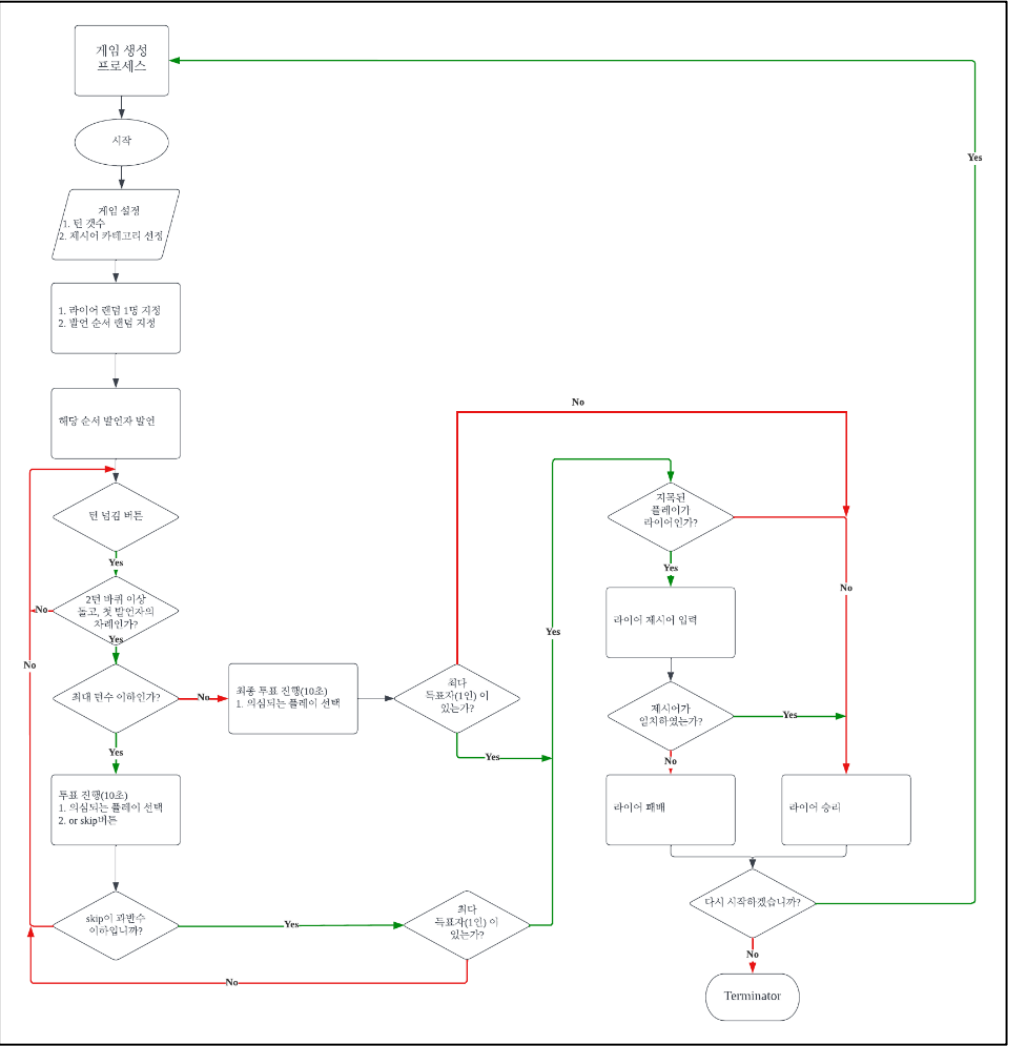 게임 생성
프로세스
시작
게임 설정
1. 턴 갯수
2. 제시어 카테고리 선정
1. 라이어 랜덤 1명 지정
2. 발언 순서 랜덤 지정
해당 순서 발언자 발언
턴 넘김 버튼
Yes
2턴 바퀴 이상
돌고, 첫 발언자의
차례인가?
No
Yes
No
최대 턴수 이하인가?
No
최종 투표 진행(10초)
1. 의심되는 플레이 선택
최다
득표자(1인) 이
있는가?
No
Yes
Yes
투표 진행(10초)
1. 의심되는 플레이 선택
2. or skip버튼
skip이 과반수
이하입니까?
Yes
최다
득표자(1인) 이
있는가?
No
Yes
지목된
플레이가
라이어인가?
Yes
No
라이어 제시어 입력
제시어가
일치하였는가?
Yes
No
라이어 패배
라이어 승리
다시 시작하겠습니까?
Yes
No
Terminator